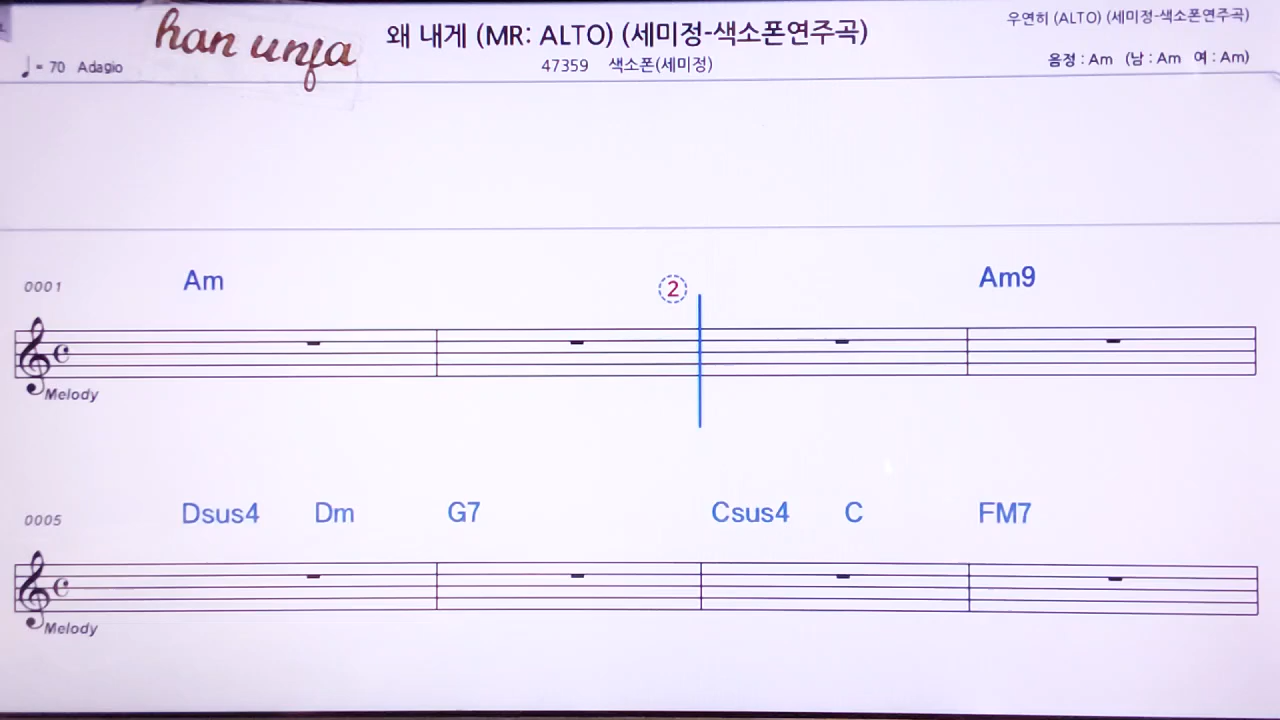 han unfa
왜 내게 (MR: ALTO) (세미정-색소폰연주곡)
우연히 (ALTO) (세미정-색소폰연주곡)
♩ = 70 Adagio
47359 색소폰(세미정)
음정 : Am (남 : Am 여 : Am)
0001 Am ② Am9
Melody
0005 Dsus4 Dm G7 Csus4 C FM7
Melody